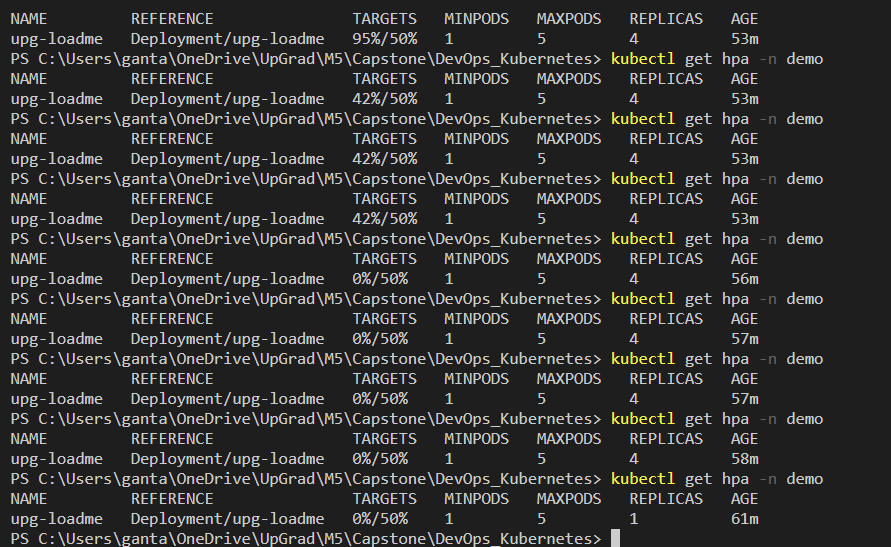 NAME REFERENCE TARGETS MINPODS MAXPODS REPLICAS AGE
upg-loadme Deployment/upg-loadme 95%/50% 1 5 4 53m
PS C:\Users\ganta\OneDrive\UpGrad\M5\Capstone\DevOps_Kubernetes> kubectl get hpa -n demo
NAME REFERENCE TARGETS MINPODS MAXPODS REPLICAS AGE
upg-loadme Deployment/upg-loadme 42%/50% 1 5 4 53m
PS C:\Users\ganta\OneDrive\UpGrad\M5\Capstone\DevOps_Kubernetes> kubectl get hpa -n demo
NAME REFERENCE TARGETS MINPODS MAXPODS REPLICAS AGE
upg-loadme Deployment/upg-loadme 42%/50% 1 5 4 53m
PS C:\Users\ganta\OneDrive\UpGrad\M5\Capstone\DevOps_Kubernetes> kubectl get hpa -n demo
NAME REFERENCE TARGETS MINPODS MAXPODS REPLICAS AGE
upg-loadme Deployment/upg-loadme 42%/50% 1 5 4 53m
PS C:\Users\ganta\OneDrive\UpGrad\M5\Capstone\DevOps_Kubernetes> kubectl get hpa -n demo
NAME REFERENCE TARGETS MINPODS MAXPODS REPLICAS AGE
upg-loadme Deployment/upg-loadme 0%/50% 1 5 4 56m
PS C:\Users\ganta\OneDrive\UpGrad\M5\Capstone\DevOps_Kubernetes> kubectl get hpa -n demo
NAME REFERENCE TARGETS MINPODS MAXPODS REPLICAS AGE
upg-loadme Deployment/upg-loadme 0%/50% 1 5 4 57m
PS C:\Users\ganta\OneDrive\UpGrad\M5\Capstone\DevOps_Kubernetes> kubectl get hpa -n demo
NAME REFERENCE TARGETS MINPODS MAXPODS REPLICAS AGE
upg-loadme Deployment/upg-loadme 0%/50% 1 5 4 57m
PS C:\Users\ganta\OneDrive\UpGrad\M5\Capstone\DevOps_Kubernetes> kubectl get hpa -n demo
NAME REFERENCE TARGETS MINPODS MAXPODS REPLICAS AGE
upg-loadme Deployment/upg-loadme 0%/50% 1 5 4 58m
PS C:\Users\ganta\OneDrive\UpGrad\M5\Capstone\DevOps_Kubernetes> kubectl get hpa -n demo
NAME REFERENCE TARGETS MINPODS MAXPODS REPLICAS AGE
upg-loadme Deployment/upg-loadme 0%/50% 1 5 1 61m
PS C:\Users\ganta\OneDrive\UpGrad\M5\Capstone\DevOps_Kubernetes>